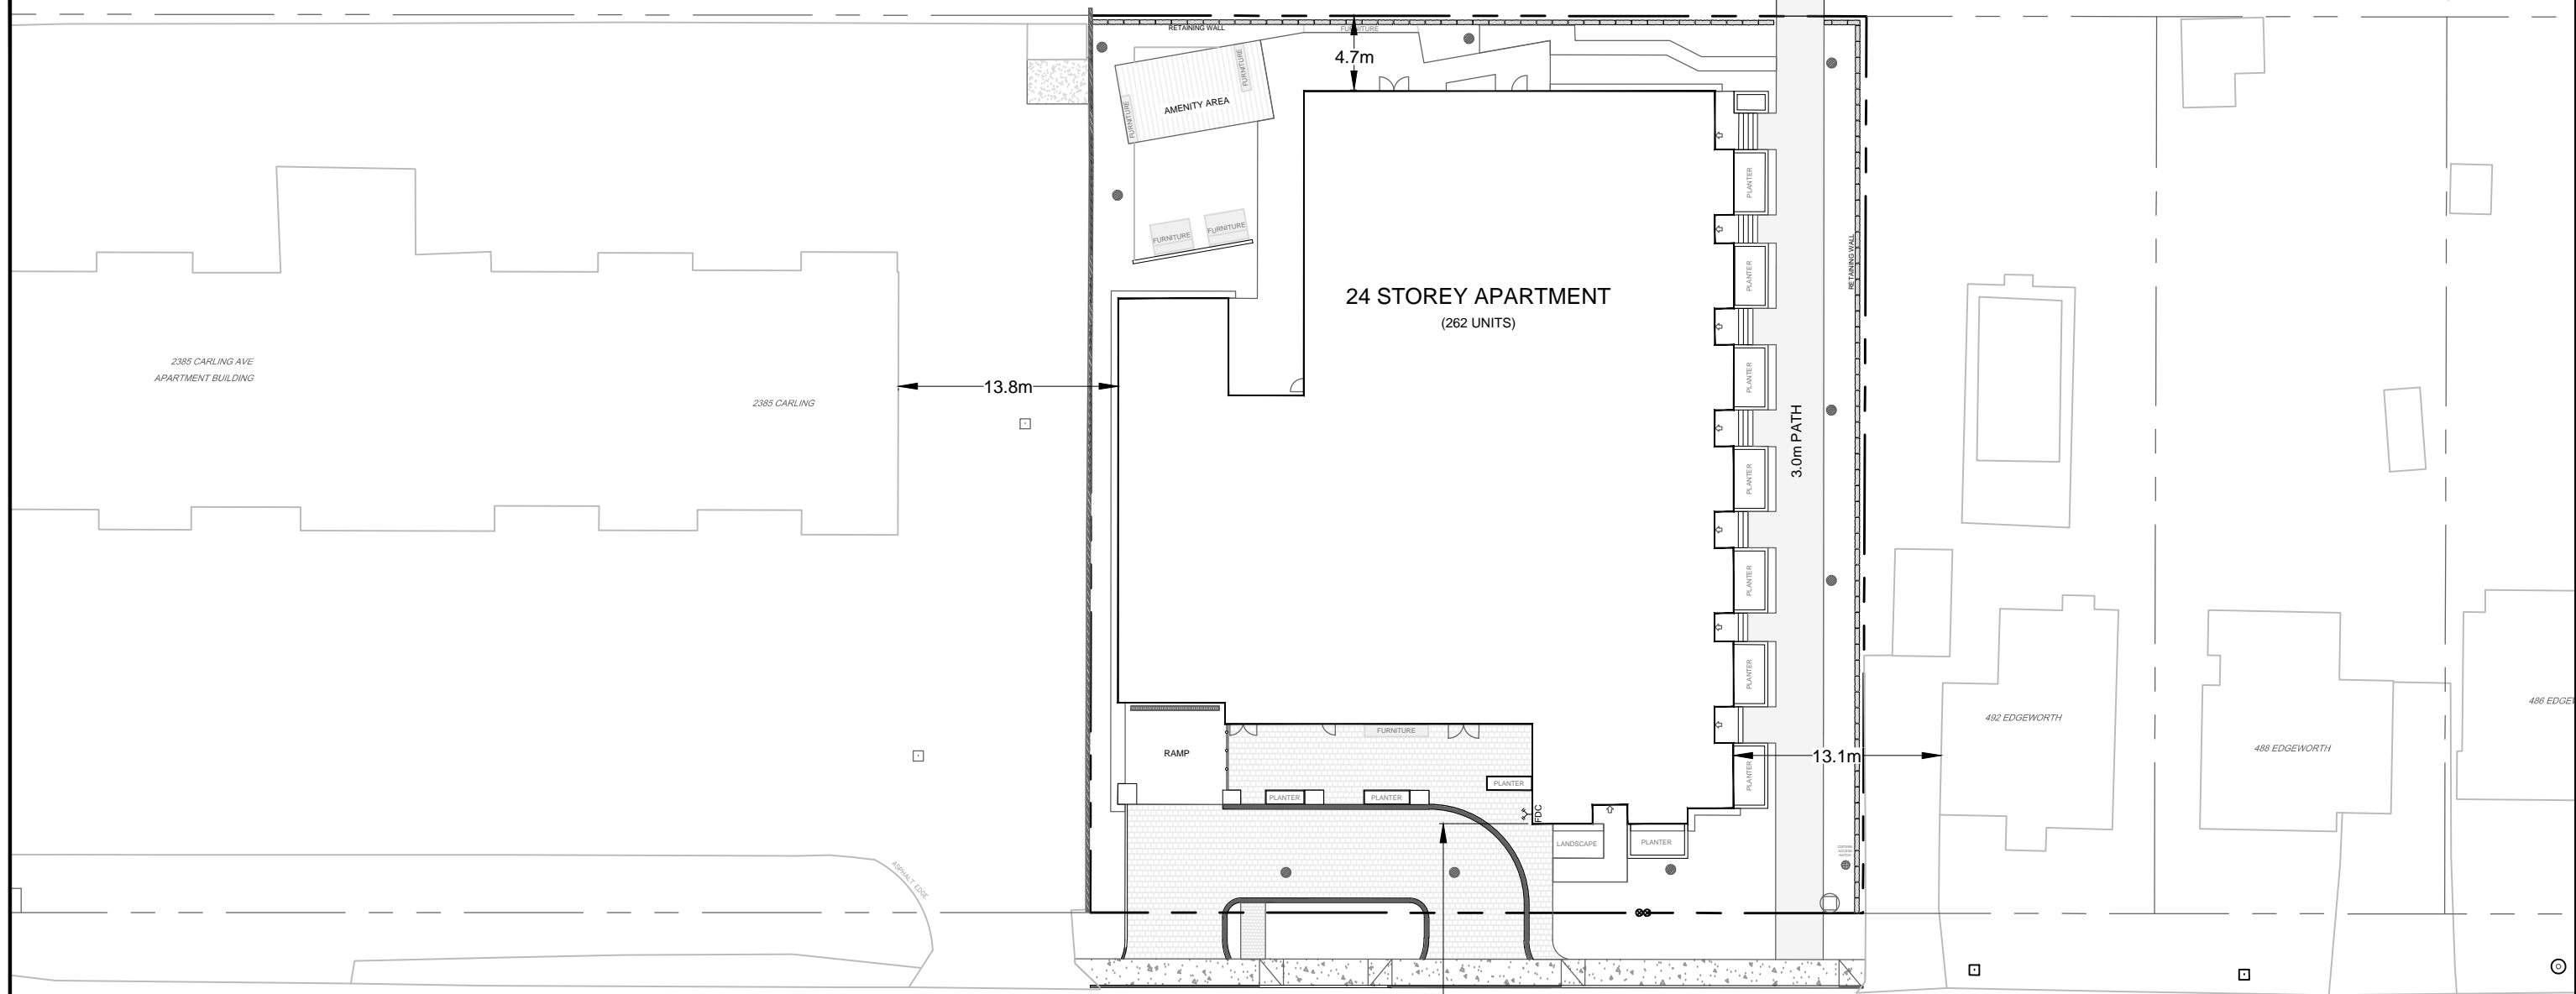 RETAINING WALL
FURNITURE
4.7m
FURNITURE
AMENITY AREA
FURNITURE
PLANTER
FURNITURE
FURNITURE
RETAINING WALL
PLANTER
24 STOREY APARTMENT
(262 UNITS)
2385 CARLING AVE
APARTMENT BUILDING
13.8m
PLANTER
2385 CARLING
3.0m PATH
PLANTER
PLANTER
PLANTER
492 EDGEWORTH
486 EDGEW
FURNITURE
488 EDGEWORTH
RAMP
13.1m
PLANTER
PLANTER
PLANTER
PLANTER
FDC
LANDSCAPE
PLANTER
ASPHALT EDGE